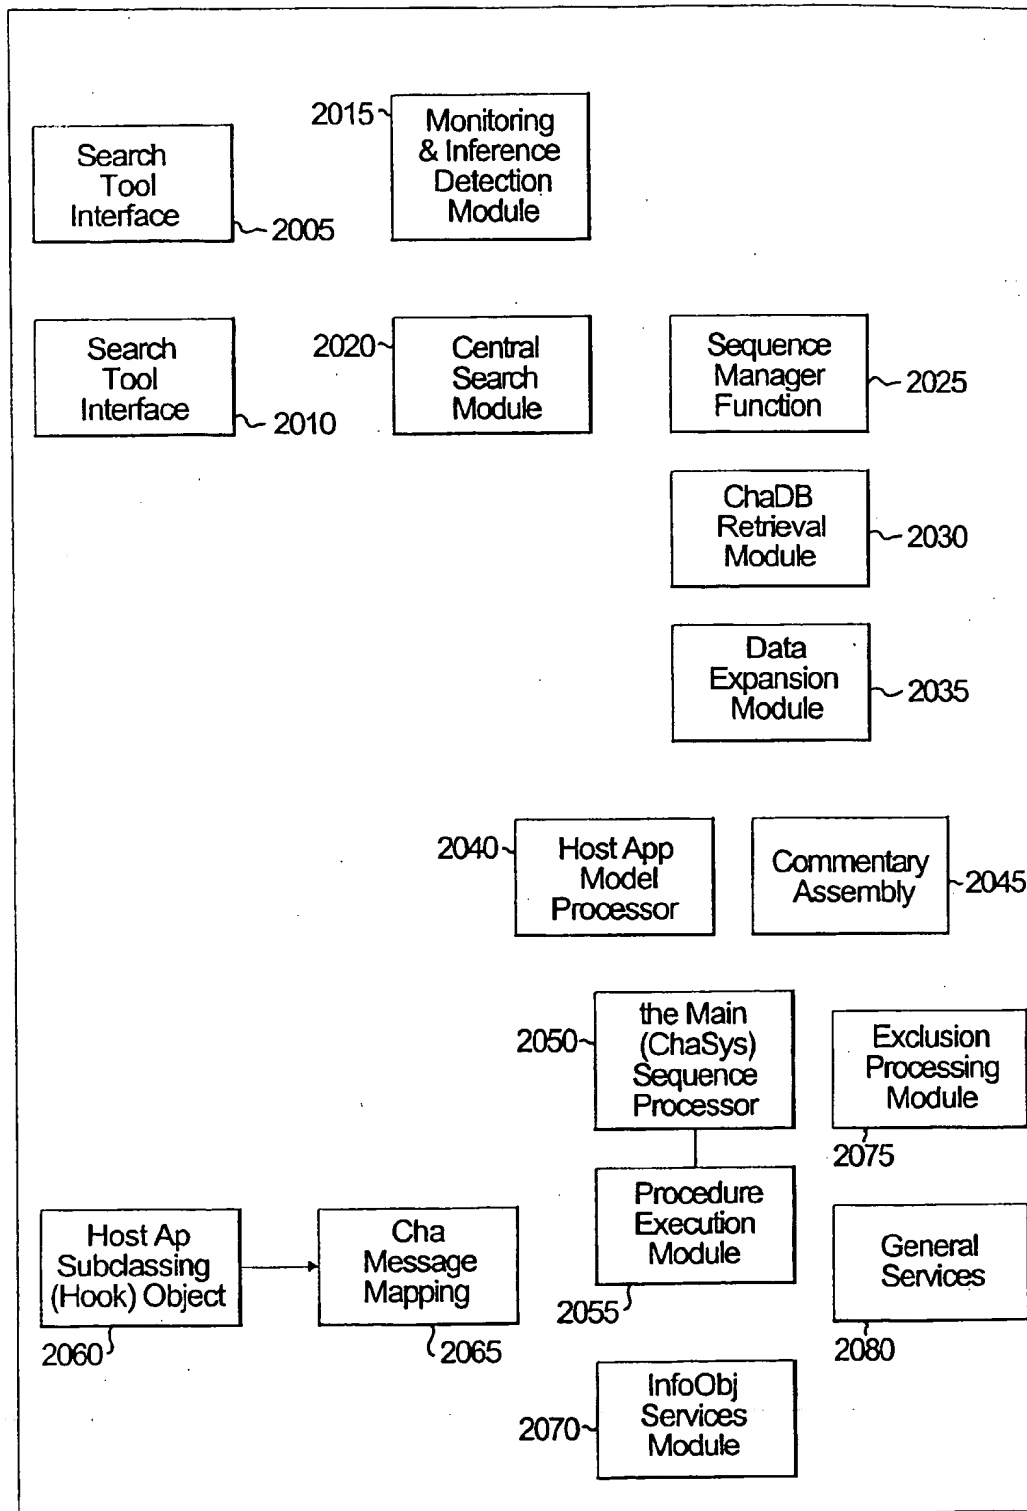 2015
Monitoring
& Inference
Detection
Module
Search
Tool
Interface
2005
Search
Tool
Interface
2010
2020
Central
Search
Module
Sequence
Manager
Function
2025
ChaDB
Retrieval
Module
2030
Data
Expansion
Module
2035
2040
Host App
Model
Processor
Commentary
Assembly
2045
2050
the Main
(ChaSys)
Sequence
Processor
Exclusion
Processing
Module
2075
Procedure
Execution
Module
2055
General
Services
2080
Host Ap
Subclassing
(Hook) Object
2060
Cha
Message
Mapping
2065
2070
InfoObj
Services
Module